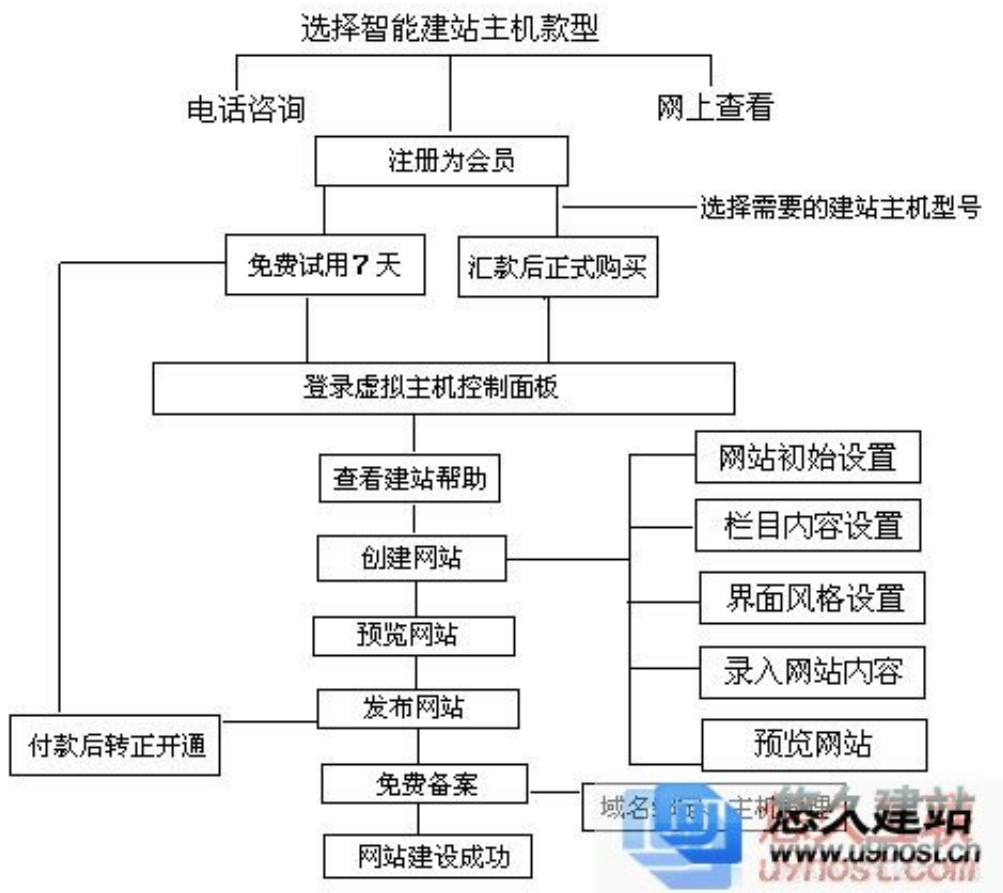 选择智能建站主机款型
电话咨询
网上查看
注册为会员
选择需要的建站主机型号
免费试用7天
汇款后正式购买
登录虚拟主机控制面板
网站初始设置
查看建站帮助
栏目内容设置
创建网站
界面风格设置
预览网站
录入网站内容
发布网站
付款后转正开通
预览网站
免费备案
域名 主机
悠久建站
www.u9host.cn
u9host.com
网站建设成功